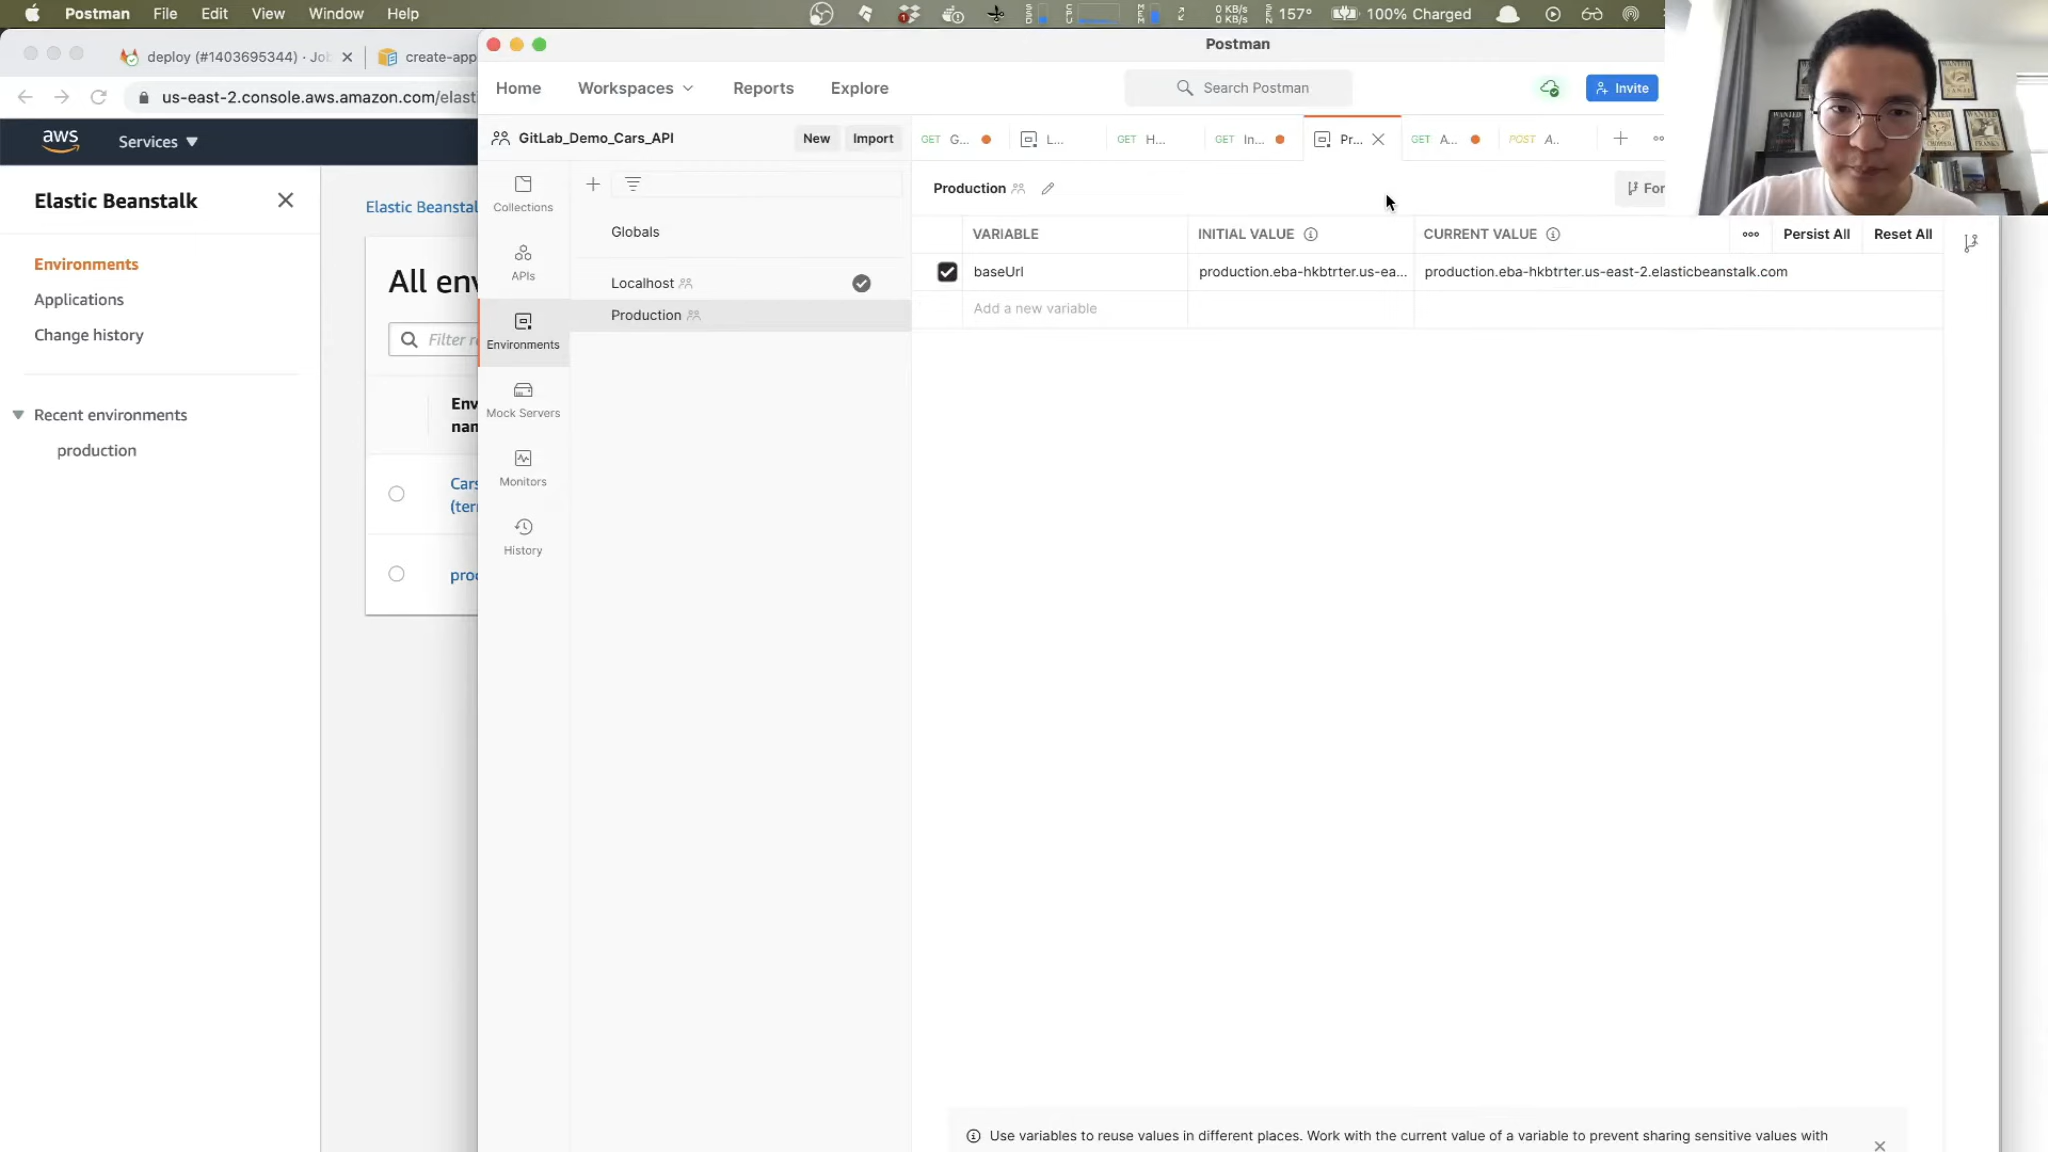 Postman File Edit View Window Help
0 KB/s
0 KB/s
157°
100% Charged
deploy (#1403695344) · Jo
create-app
us-east-2.console.aws.amazon.com/elast
aws
Services
Elastic Beanstalk
Environments
Applications
Change history
Recent environments
production
Elastic Beanstal
All env
Filter r
Env
nam
Cars
(ter
pro
Postman
Home
Workspaces
Reports
Explore
Search Postman
Invite
GitLab_Demo_Cars_API
New
Import
GET G...
L...
GET H...
GET In...
Pr...
GET A...
POST A..
Collections
APIs
Environments
Mock Servers
Monitors
History
Globals
Localhost
Production
Production
For
VARIABLE
INITIAL VALUE
CURRENT VALUE
Persist All
Reset All
baseUrl
production.eba-hkbtrter.us-ea...
production.eba-hkbtrter.us-east-2.elasticbeanstalk.com
Add a new variable
Use variables to reuse values in different places. Work with the current value of a variable to prevent sharing sensitive values with